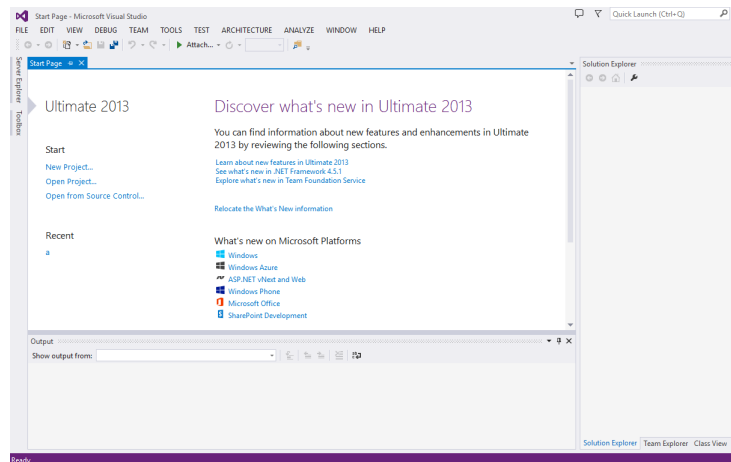 Start Page - Microsoft Visual Studio
Quick Launch (Ctrl+Q)
FILE EDIT VIEW DEBUG TEAM TOOLS TEST ARCHITECTURE ANALYZE WINDOW HELP
Attach...
Server Explorer
Toolbox
Start Page
Ultimate 2013
Start
New Project...
Open Project...
Open from Source Control...
Recent
a
Discover what's new in Ultimate 2013
You can find information about new features and enhancements in Ultimate
2013 by reviewing the following sections.
Learn about new features in Ultimate 2013
See what's new in .NET Framework 4.5.1
Explore what's new in Team Foundation Service
Relocate the What's New information
What's new on Microsoft Platforms
Windows
Windows Azure
ASP.NET vNext and Web
Windows Phone
Microsoft Office
SharePoint Development
Solution Explorer
Output
Show output from:
Solution Explorer Team Explorer Class View
Ready